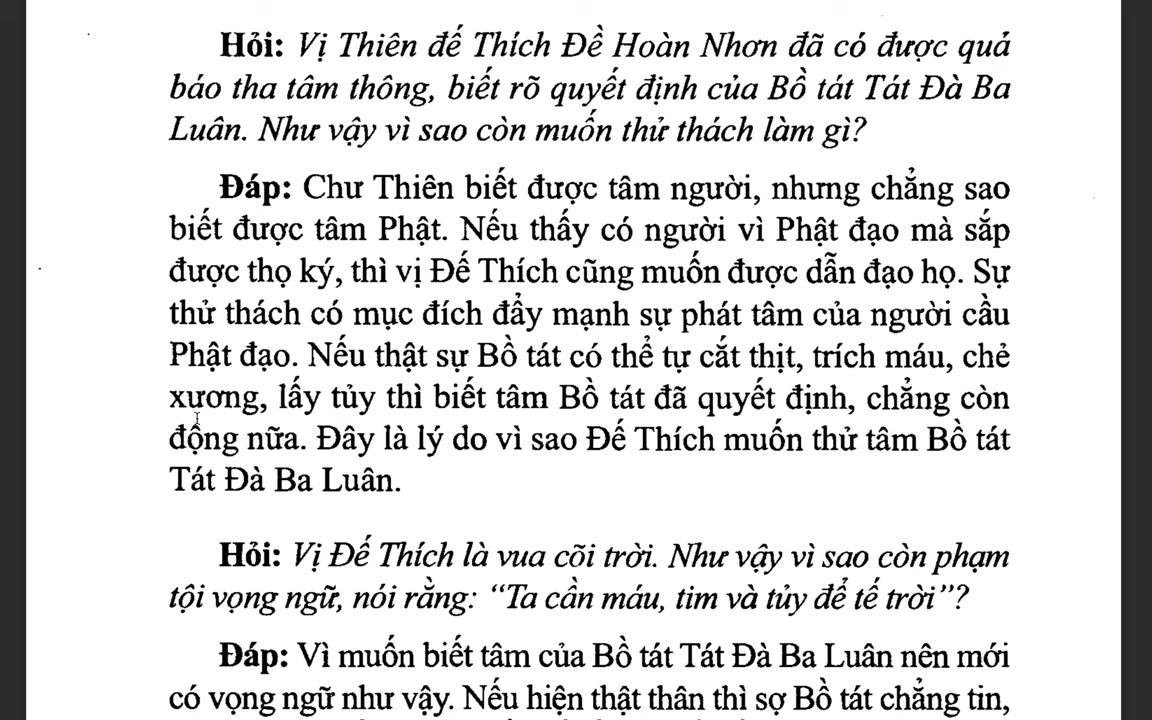 Hỏi: Vị Thiên đế Thích Đề Hoàn Nhơn đã có được quả
báo tha tâm thông, biết rõ quyết định của Bồ tát Tát Đà Ba
Luân. Như vậy vì sao còn muốn thử thách làm gì?
Đáp: Chư Thiên biết được tâm người, nhưng chẳng sao
biết được tâm Phật. Nếu thấy có người vì Phật đạo mà sắp
được thọ ký, thì vị Đế Thích cũng muốn được dẫn đạo họ. Sự
thử thách có mục đích đẩy mạnh sự phát tâm của người cầu
Phật đạo. Nếu thật sự Bồ tát có thể tự cắt thịt, trích máu, chẻ
xương, lấy tủy thì biết tâm Bồ tát đã quyết định, chẳng còn
động nữa. Đây là lý do vì sao Đế Thích muốn thử tâm Bồ tát
Tát Đà Ba Luân.
Hỏi: Vị Đế Thích là vua cõi trời. Như vậy vì sao còn phạm
tội vọng ngữ, nói rằng: “Ta cần máu, tim và tủy để tế trời”?
Đáp: Vì muốn biết tâm của Bồ tát Tát Đà Ba Luân nên mới
có vọng ngữ như vậy. Nếu hiện thật thân thì sợ Bồ tát chẳng tin,